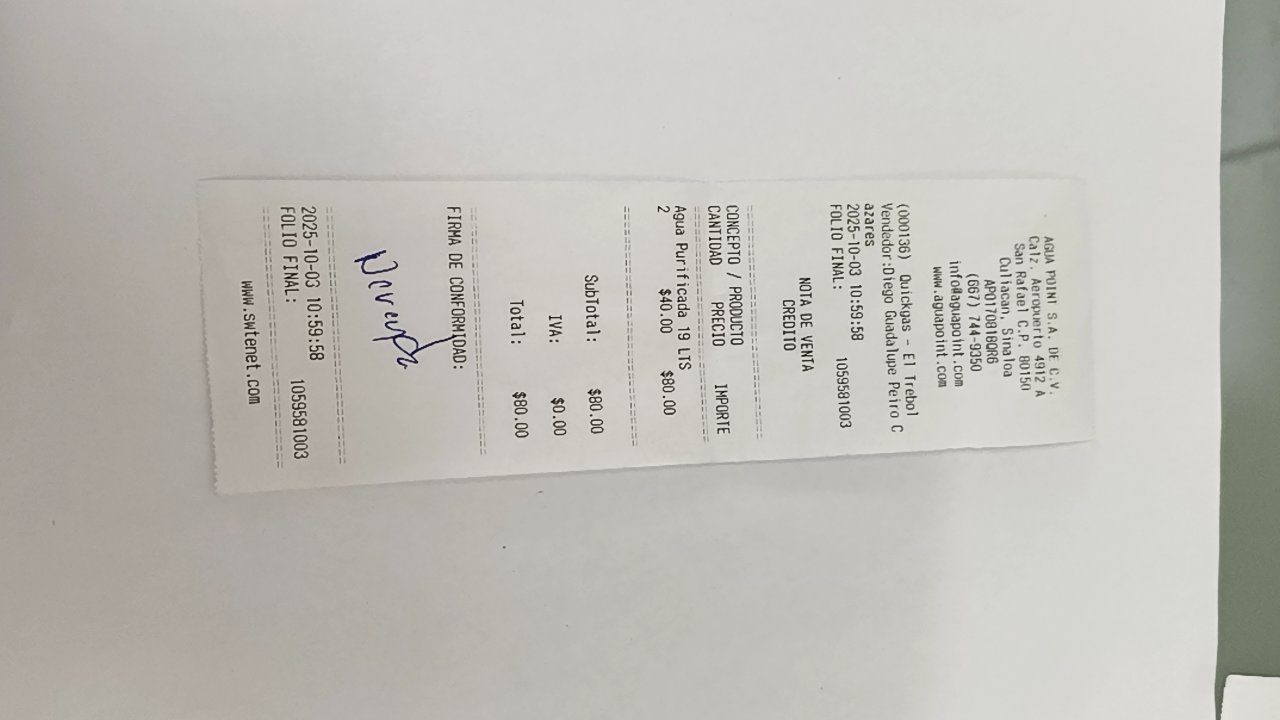 AGUA POINT S.A. DE C.V.
Calz. Aeropuerto 4912 A
San Rafael C.P. 80150
Culiacan, Sinaloa
APO170818QR6
(667) 744-9350
info@aguapoint.com
www.aguapoint.com
(000136) Quickgas - El Trebol
Vendedor:Diego Guadalupe Peiro C
azares
2025-10-03 10:59:58
FOLIO FINAL: 1059581003
NOTA DE VENTA
CREDITO
CONCEPTO / PRODUCTO
CANTIDAD PRECIO IMPORTE
Agua Purificada 19 LTS
2 $40.00 $80.00
SubTotal: $80.00
IVA: $0.00
Total: $80.00
FIRMA DE CONFORMIDAD:
2025-10-03 10:59:58
FOLIO FINAL: 1059581003
www.swtenet.com